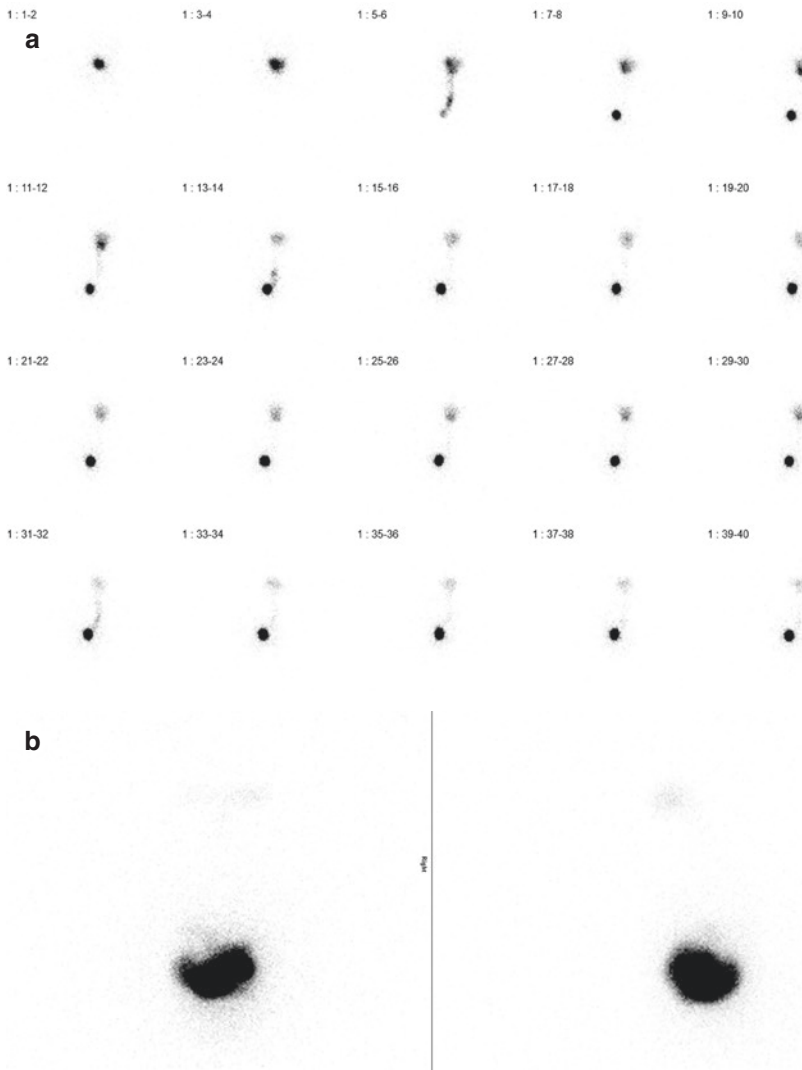 1 : 1-2 1 : 3-4 1 : 5-6 1 : 7-8 1 : 9-10
a
1 : 11-12 1 : 13-14 1 : 15-16 1 : 17-18 1 : 19-20
1 : 21-22 1 : 23-24 1 : 25-26 1 : 27-28 1 : 29-30
1 : 31-32 1 : 33-34 1 : 35-36 1 : 37-38 1 : 39-40
b
Right